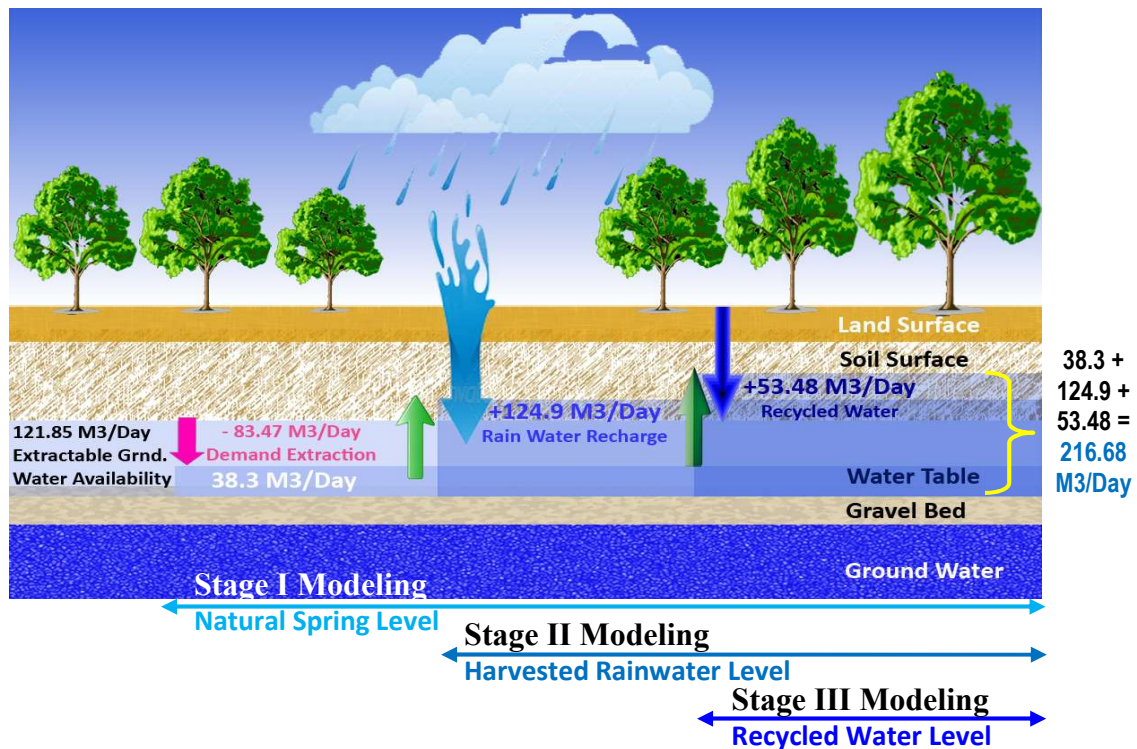 Land Surface
Soil Surface
+53.48 M3/Day
Recycled Water
+124.9 M3/Day
Rain Water Recharge
121.85 M3/Day
Extractable Grnd.
Water Availability
- 83.47 M3/Day
Demand Extraction
38.3 M3/Day
Water Table
Gravel Bed
Ground Water
38.3 +
124.9 +
53.48 =
216.68
M3/Day
Stage I Modeling
Natural Spring Level
Stage II Modeling
Harvested Rainwater Level
Stage III Modeling
Recycled Water Level